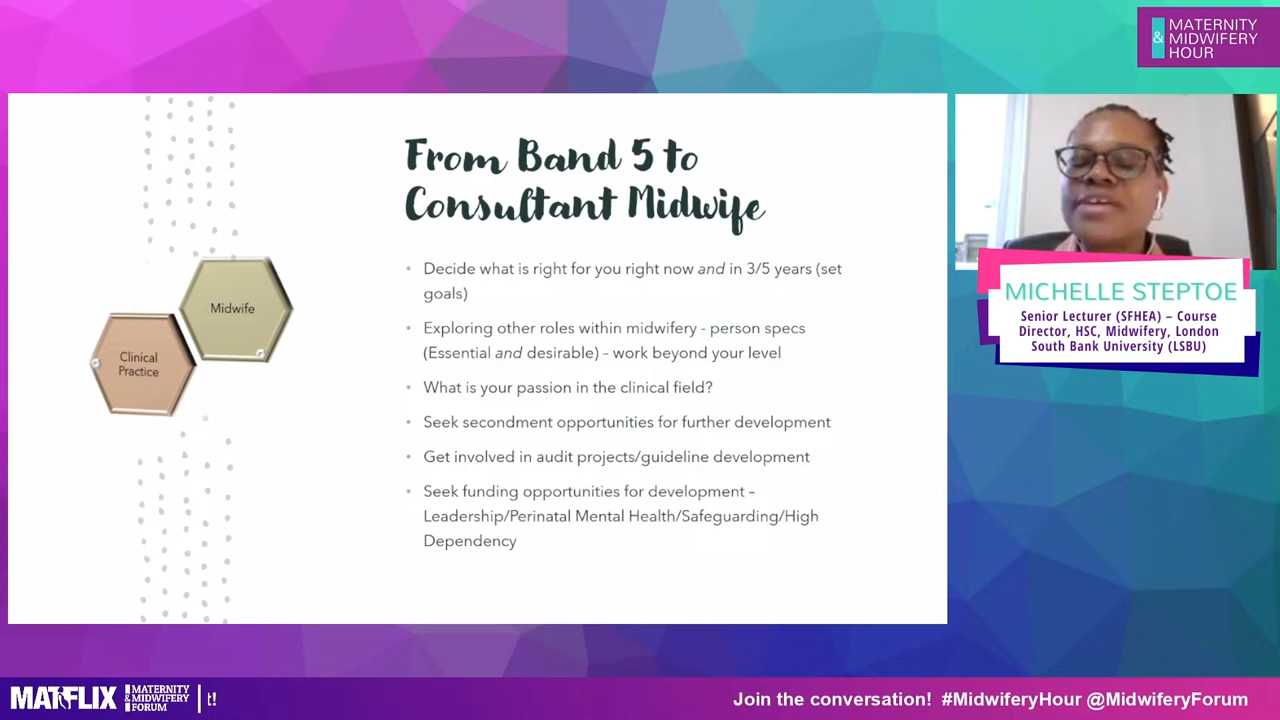 &
MATERNITY
MIDWIFERY
HOUR
From Band 5 to
Consultant Midwife
• Decide what is right for you right now and in 3/5 years (set
goals)
• Exploring other roles within midwifery - person specs
(Essential and desirable) – work beyond your level
• What is your passion in the clinical field?
• Seek secondment opportunities for further development
• Get involved in audit projects/guideline development
• Seek funding opportunities for development –
Leadership/Perinatal Mental Health/Safeguarding/High
Dependency
Midwife
Clinical
Practice
MICHELLE STEPTOE
Senior Lecturer (SFHEA) – Course
Director, HSC, Midwifery, London
South Bank University (LSBU)
MATFLIX
MATERNITY
&MIDWIFERY
FORUM
t!
Join the conversation! #MidwiferyHour @MidwiferyForum